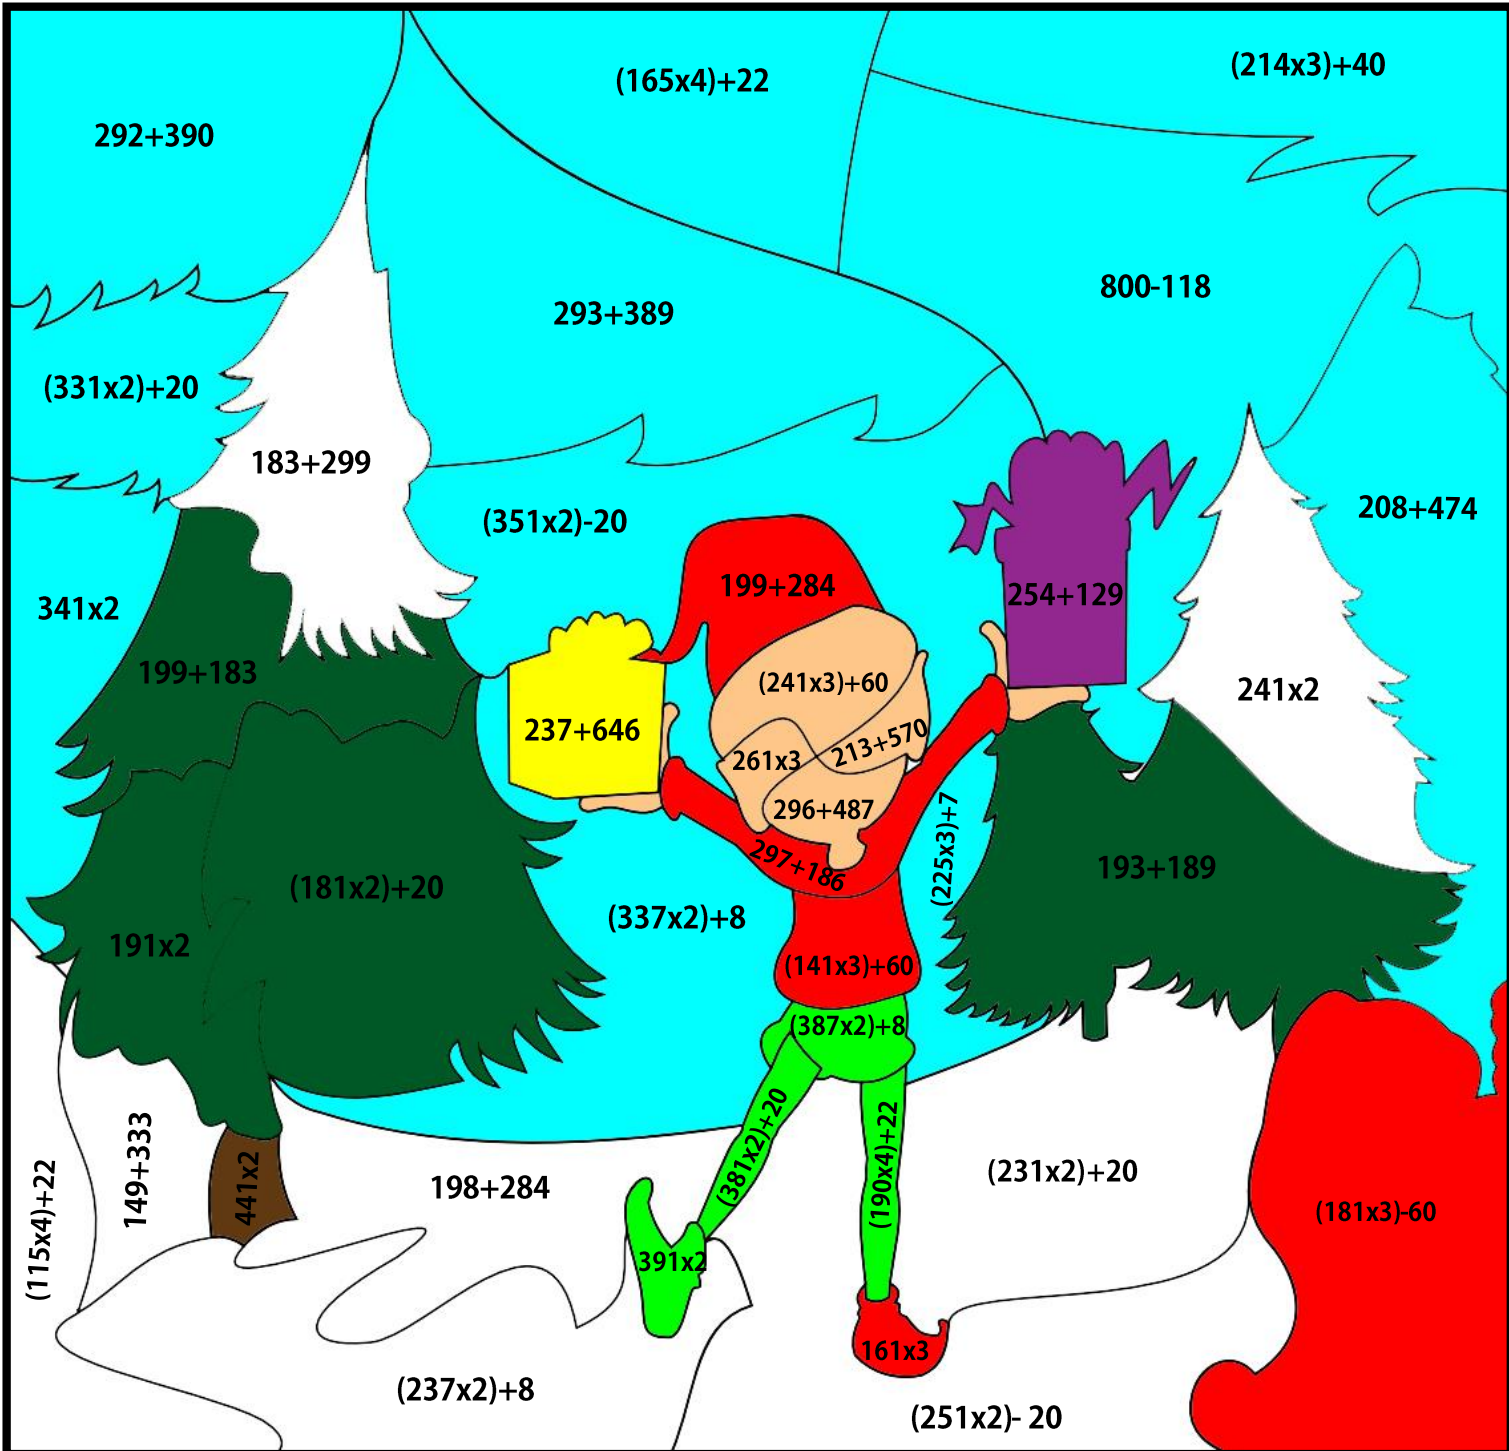 (165x4)+22
(214x3)+40
292+390
800-118
293+389
(331x2)+20
183+299
208+474
(351x2)-20
199+284
254+129
341x2
199+183
(241x3)+60
241x2
237+646
213+570
261x3
296+487
(225x3)+7
297+186
193+189
(181x2)+20
(337x2)+8
191x2
(141x3)+60
(387x2)+8
(381x2)+20
(190x4)+22
149+333
(231x2)+20
441x2
198+284
(181x3)-60
(115x4)+22
391x2
161x3
(237x2)+8
(251x2)- 20